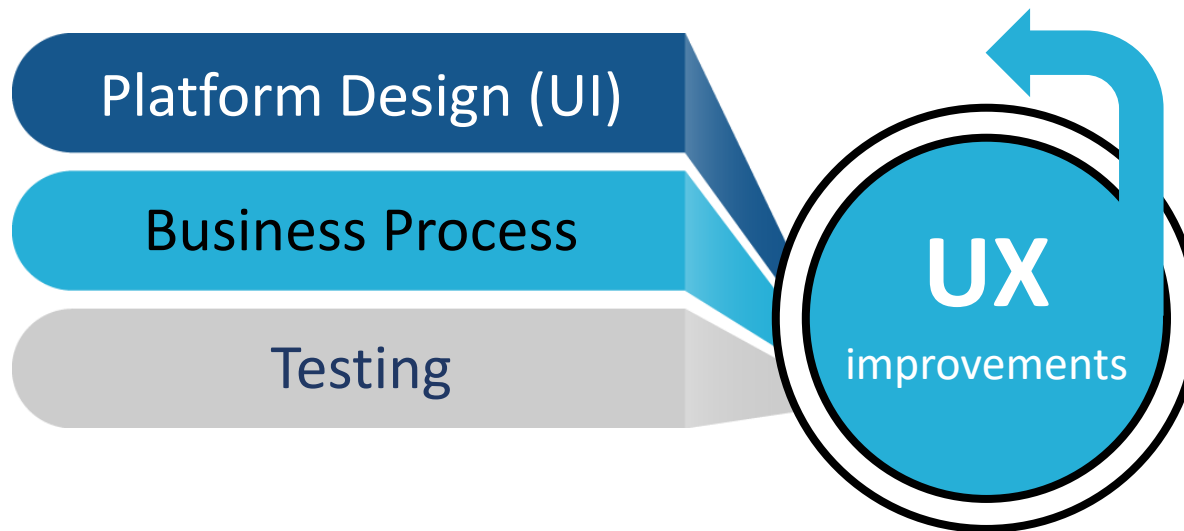 Platform Design (UI)
Business Process
Testing
UX
improvements